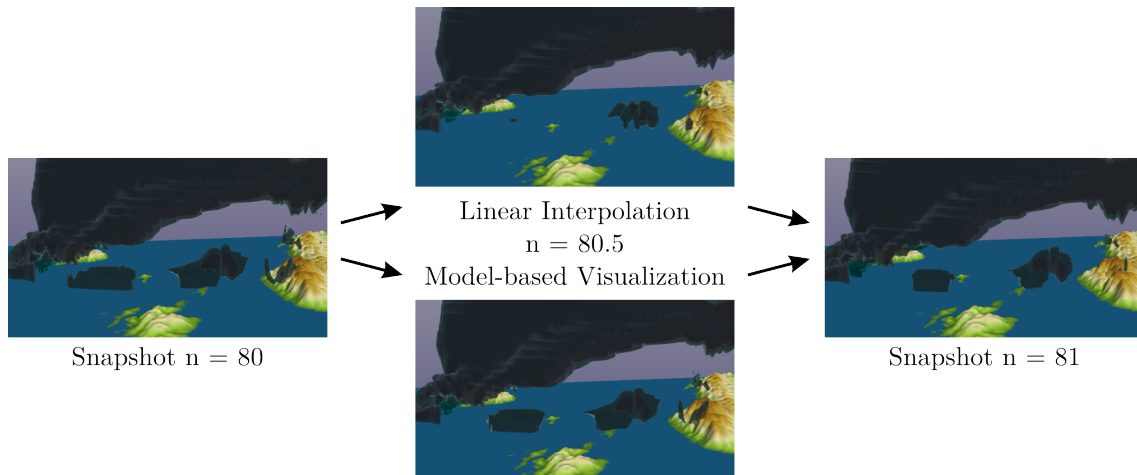 Linear Interpolation
n = 80.5
Model-based Visualization
Snapshot n = 80
Snapshot n = 81